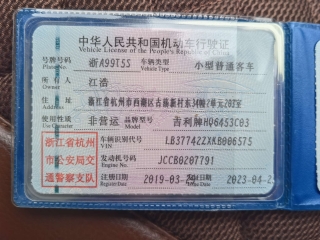 中华人民共和国机动车行驶证
Vehicle License of the People's Republic of China
号牌号码 浙A99T55 车辆类型 小型普通客车
Plate No. Vehicle Type
所有人 江浩
Owner
住址 浙江省杭州市西湖区古荡新村东34幢2单元202室
Address
使用性质 非营运 品牌型号 吉利牌HQ6453C03
Use Character Model
浙江省杭州
市公安局交
通警察支队
车辆识别代号 LB37742ZXKB006575
VIN
发动机号码 JCCB0207791
Engine No.
注册日期 2019-03-2 发证日期 2023-04-2
Register Date Issue Date